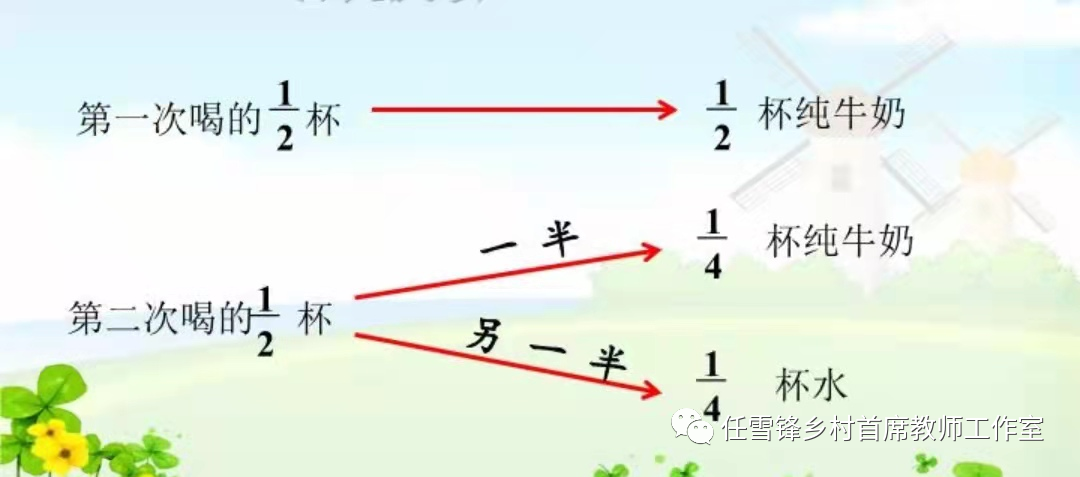 第一次喝的 1/2 杯 1/2 杯纯牛奶
一半 1/4 杯纯牛奶
第二次喝的 1/2 杯
另一半 1/4 杯水
任雪锋乡村首席教师工作室